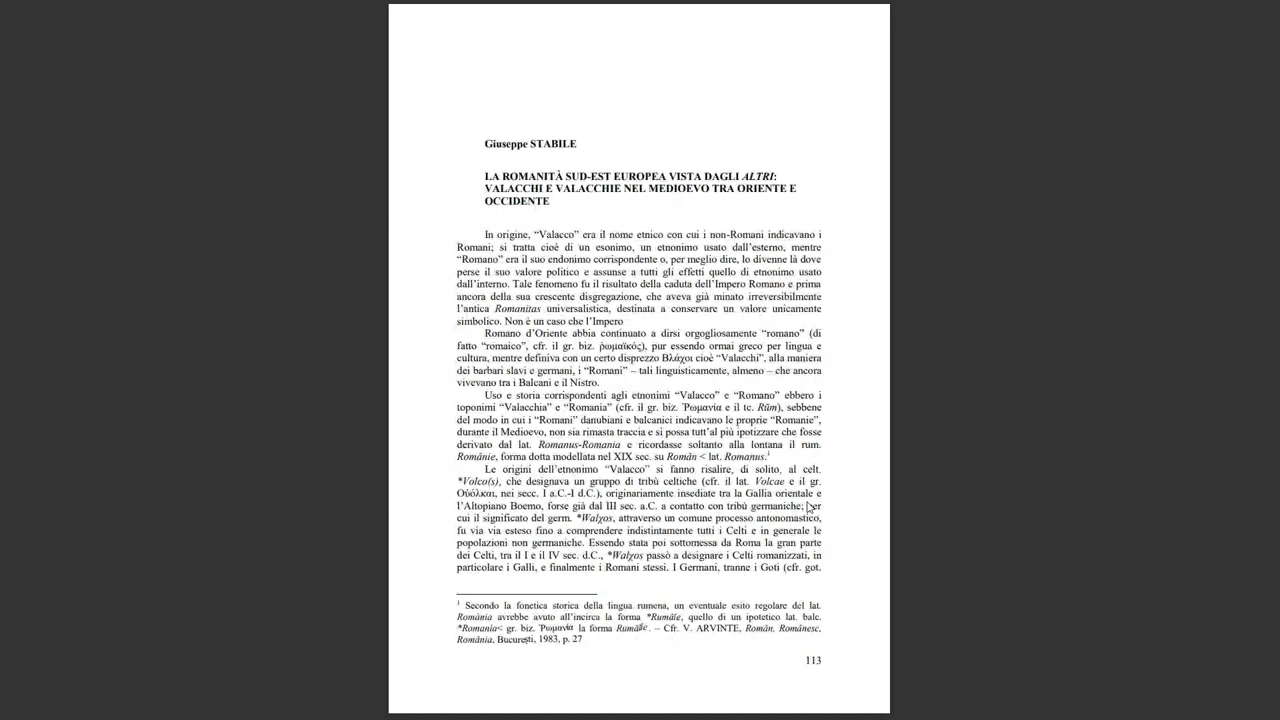 Giuseppe STABILE
LA ROMANITÀ SUD-EST EUROPEA VISTA DAGLI ALTRI:
VALACCHI E VALACCHIE NEL MEDIOEVO TRA ORIENTE E
OCCIDENTE
In origine, “Valacco” era il nome etnico con cui i non-Romani indicavano i
Romani; si tratta cioè di un esonimo, un etnonimo usato dall’esterno, mentre
“Romano” era il suo endonimo corrispondente o, per meglio dire, lo divenne là dove
perse il suo valore politico e assunse a tutti gli effetti quello di etnonimo usato
dall’interno. Tale fenomeno fu il risultato della caduta dell’Impero Romano e prima
ancora della sua crescente disgregazione, che aveva già minato irreversibilmente
l’antica Romanitas universalistica, destinata a conservare un valore unicamente
simbolico. Non è un caso che l’Impero
Romano d’Oriente abbia continuato a dirsi orgogliosamente “romano” (di
fatto “romaico”, cfr. il gr. biz. ῥωμαϊκός), pur essendo ormai greco per lingua e
cultura, mentre definiva con un certo disprezzo Βλάχοι cioè “Valacchi”, alla maniera
dei barbari slavi e germani, i “Romani” – tali linguisticamente, almeno – che ancora
vivevano tra i Balcani e il Nistro.
Uso e storia corrispondenti agli etnonimi “Valacco” e “Romano” ebbero i
toponimi “Valacchia” e “Romania” (cfr. il gr. biz. Ῥωμανία e il tc. Rūm), sebbene
del modo in cui i “Romani” danubiani e balcanici indicavano le proprie “Romanie”,
durante il Medioevo, non sia rimasta traccia e si possa tutt’al più ipotizzare che fosse
derivato dal lat. Romanus-Romania e ricordasse soltanto alla lontana il rum.
Românie, forma dotta modellata nel XIX sec. su Român < lat. Romanus.1
Le origini dell’etnonimo “Valacco” si fanno risalire, di solito, al celt.
*Volco(s), che designava un gruppo di tribù celtiche (cfr. il lat. Volcae e il gr.
Οὐόλκαι, nei secc. I a.C.-I d.C.), originariamente insediate tra la Gallia orientale e
l’Altopiano Boemo, forse già dal III sec. a.C. a contatto con tribù germaniche; per
cui il significato del germ. *Walχos, attraverso un comune processo antonomastico,
fu via via esteso fino a comprendere indistintamente tutti i Celti e in generale le
popolazioni non germaniche. Essendo stata poi sottomessa da Roma la gran parte
dei Celti, tra il I e il IV sec. d.C., *Walχos passò a designare i Celti romanizzati, in
particolare i Galli, e finalmente i Romani stessi. I Germani, tranne i Goti (cfr. got.
1 Secondo la fonetica storica della lingua rumena, un eventuale esito regolare del lat.
Romània avrebbe avuto all’incirca la forma *Rumâie, quello di un ipotetico lat. balc.
*Romanìa< gr. biz. Ῥωμανία la forma . – Cfr. V. ARVINTE, Român, Românesc,
România, București, 1983, p. 27
113